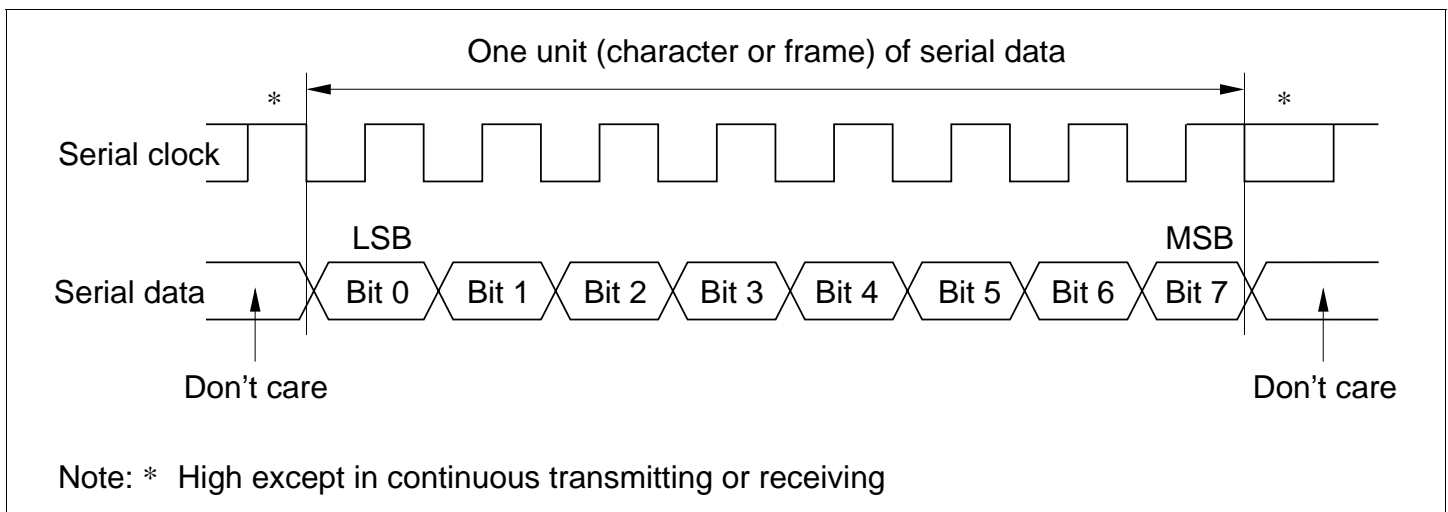 One unit (character or frame) of serial data
* *
Serial clock
LSB MSB
Serial data Bit 0 Bit 1 Bit 2 Bit 3 Bit 4 Bit 5 Bit 6 Bit 7
Don’t care Don’t care
Note: * High except in continuous transmitting or receiving